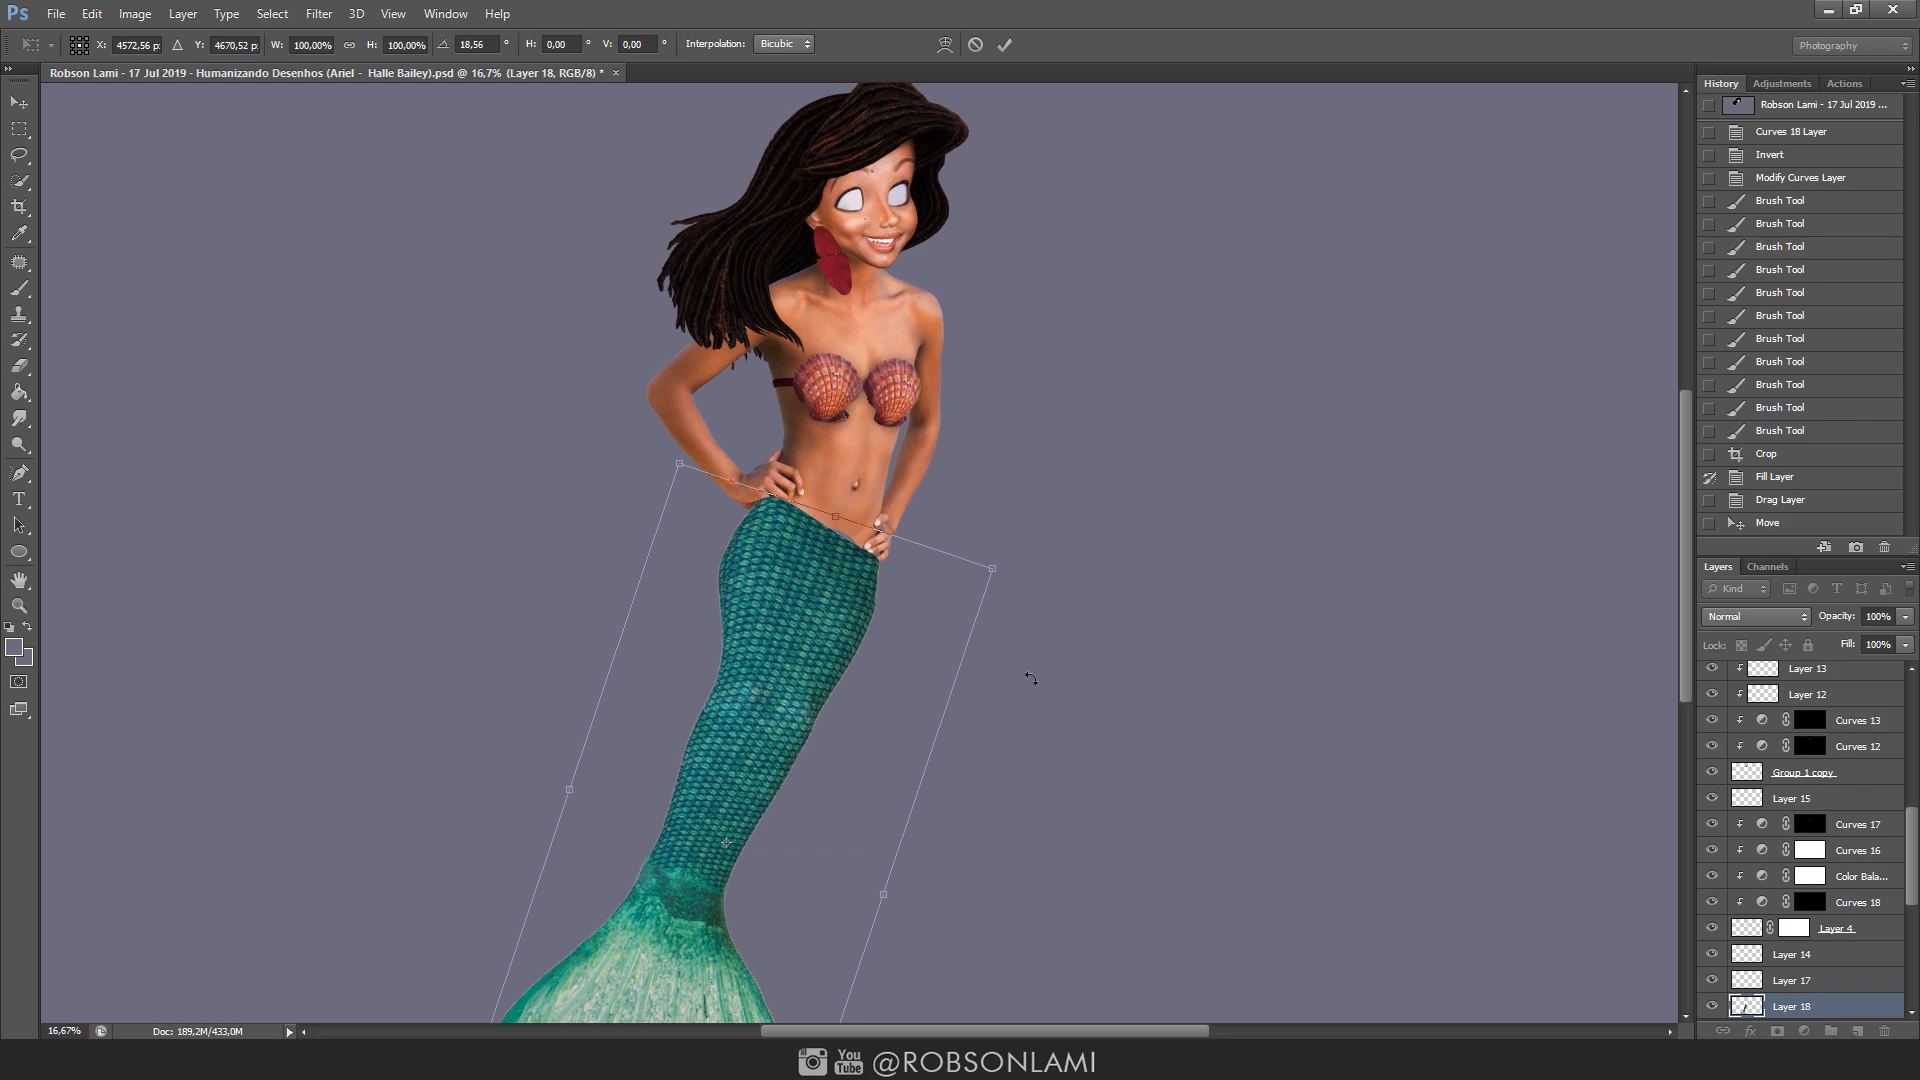 Ps File Edit Image Layer Type Select Filter 3D View Window Help
X: 4572,56 p: Y: 4670,52 p: W: 100,00% H: 100,00% 18,56 ° H: 0,00 ° V: 0,00 ° Interpolation: Bicubic Photography
Robson Lami - 17 Jul 2019 - Humanizando Desenhos (Ariel - Halle Bailey).psd @ 16,7% (Layer 18, RGB/8) * ×
History Adjustments Actions
Robson Lami - 17 Jul 2019 ...
Curves 18 Layer
Invert
Modify Curves Layer
Brush Tool
Brush Tool
Brush Tool
Brush Tool
Brush Tool
Brush Tool
Brush Tool
Brush Tool
Brush Tool
Brush Tool
Brush Tool
Crop
Fill Layer
Drag Layer
Move
Layers Channels
Kind
Normal Opacity: 100%
Lock: Fill: 100%
Layer 13
Layer 12
Curves 13
Curves 12
Group 1 copy
Layer 15
Curves 17
Curves 16
Color Bala...
Curves 18
Layer 4
Layer 14
Layer 17
Layer 18
16,67% Doc: 189,2M/433,0M
You Tube @ROBSONLAMI